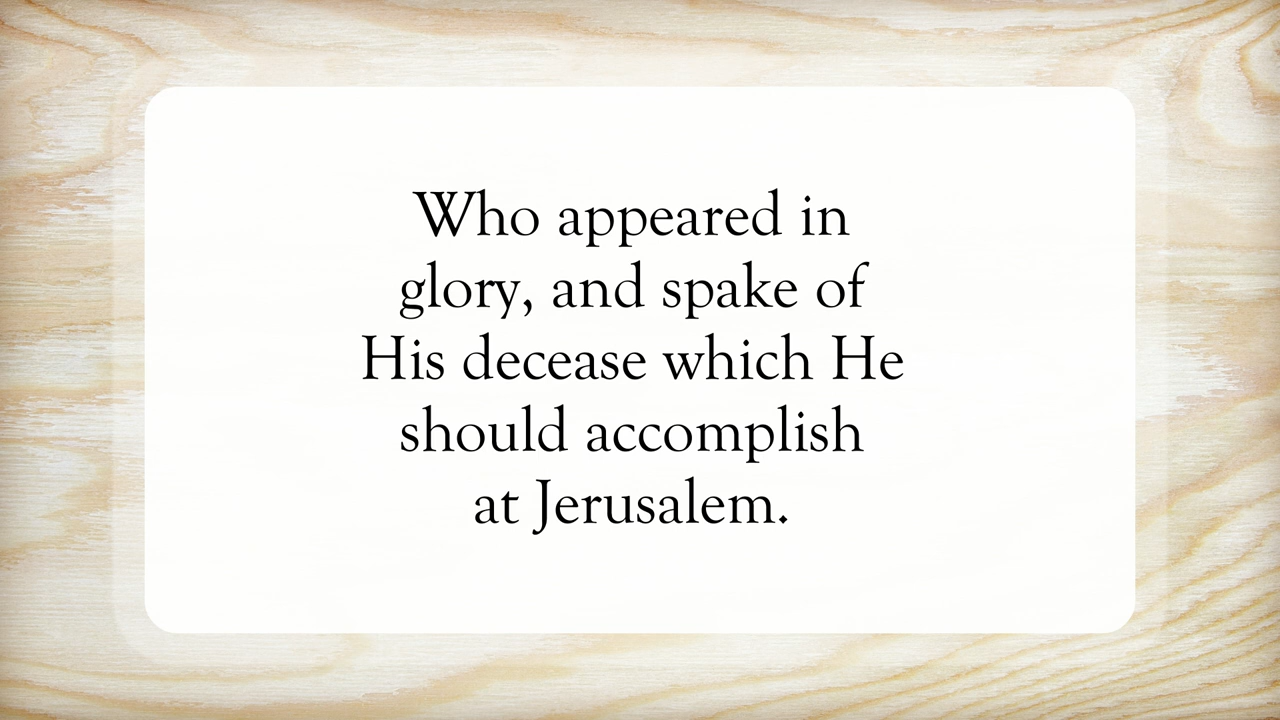 Who appeared in
glory, and spake of
His decease which He
should accomplish
at Jerusalem.